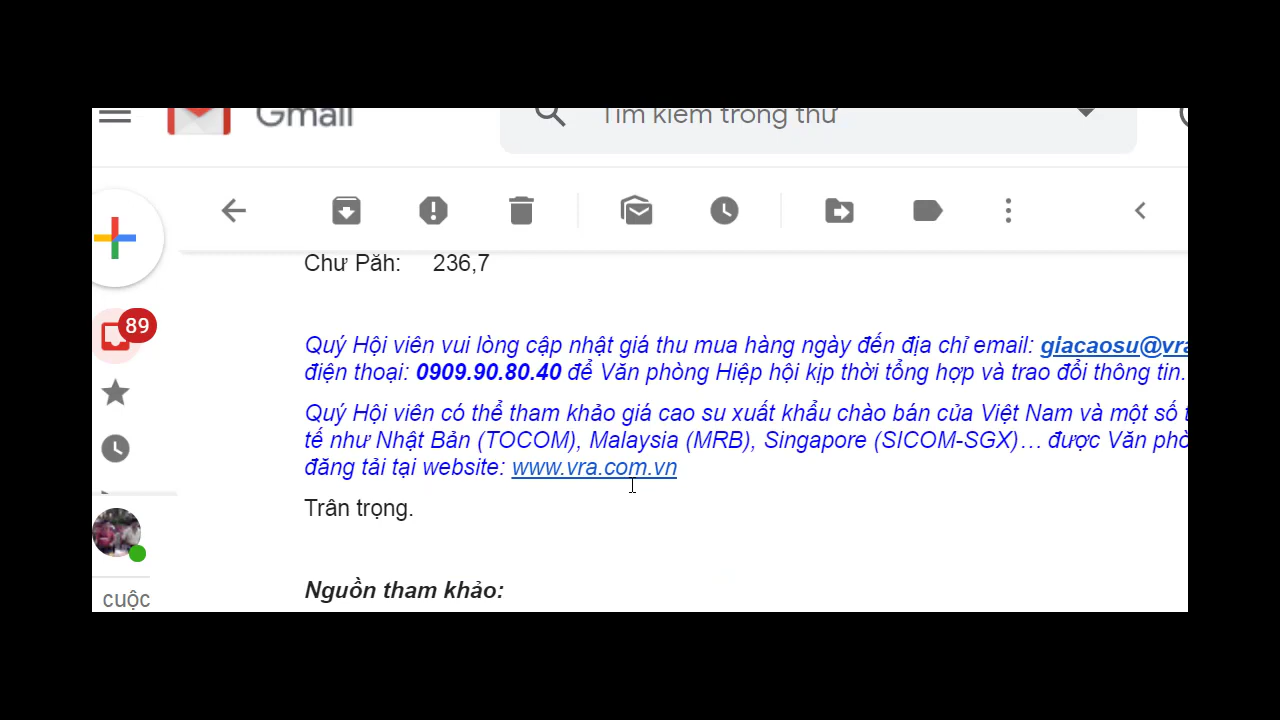 Gmail
Tìm kiếm trong thư
Chư Păh: 236,7
89
Quý Hội viên vui lòng cập nhật giá thu mua hàng ngày đến địa chỉ email: giacaosu@vra
điện thoại: 0909.90.80.40 để Văn phòng Hiệp hội kịp thời tổng hợp và trao đổi thông tin.
Quý Hội viên có thể tham khảo giá cao su xuất khẩu chào bán của Việt Nam và một số
tế như Nhật Bản (TOCOM), Malaysia (MRB), Singapore (SICOM-SGX)… được Văn
đăng tải tại website: www.vra.com.vn
Trân trọng.
Nguồn tham khảo:
cuộc